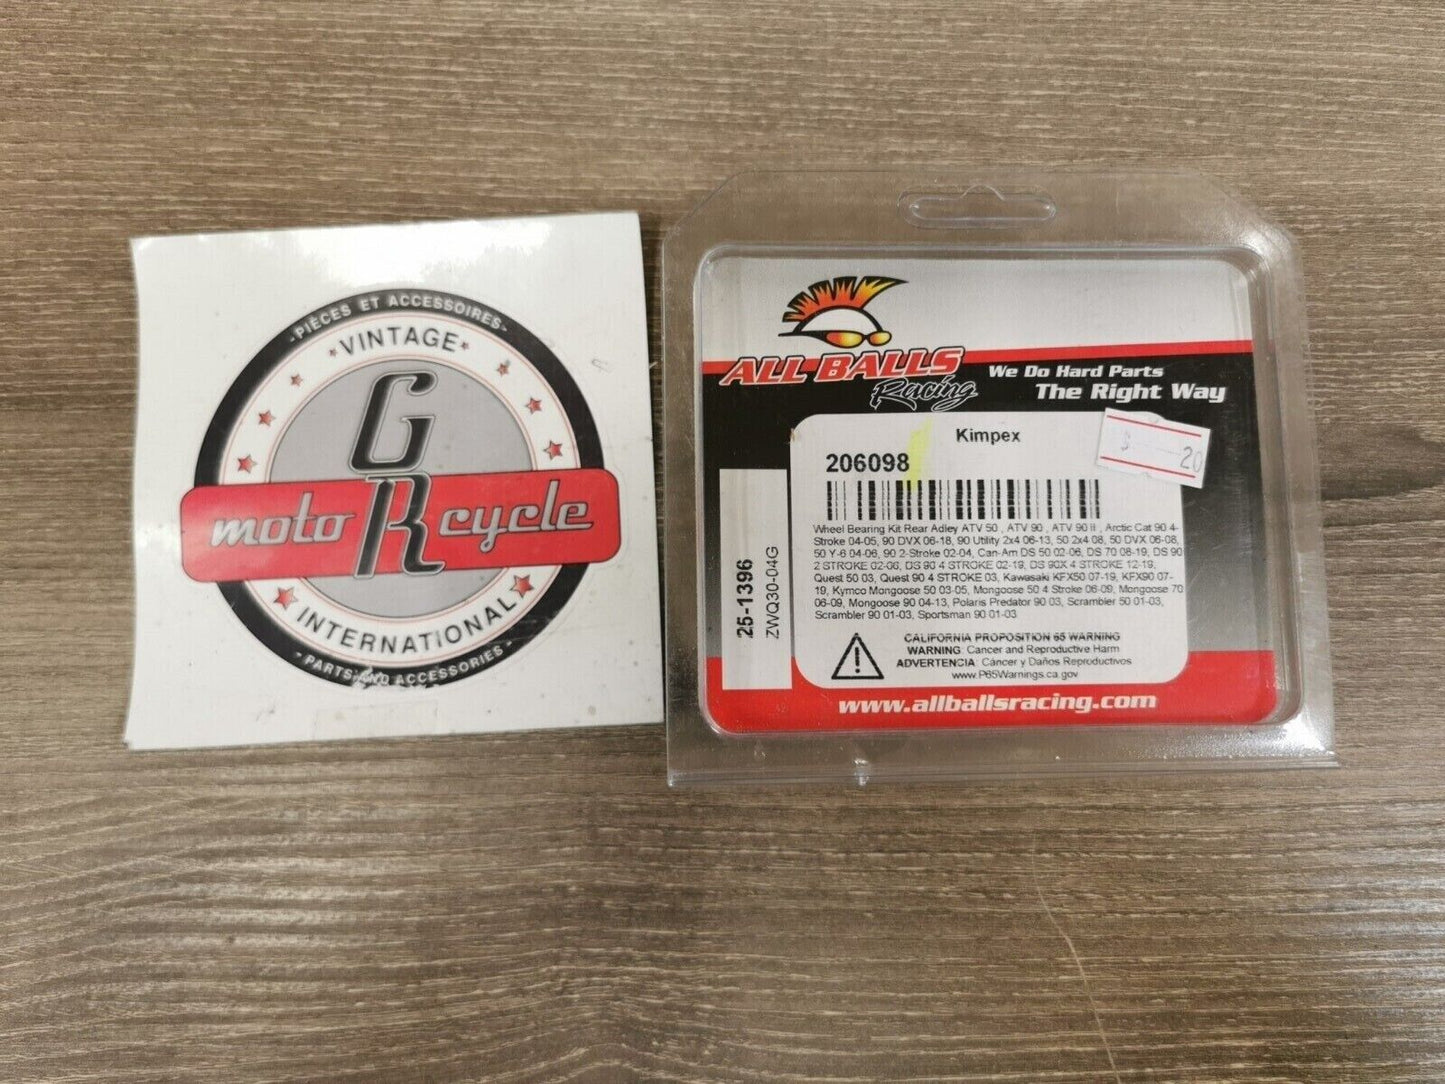 -PIÈCES ET ACCESSOIRES-
VINTAGE
GR
moto cycle
INTERNATIONAL
-PARTS AND ACCESSORIES-
ALL BALLS
Racing
We Do Hard Parts
The Right Way
Kimpex
206098
$ 20
Wheel Bearing Kit Rear Adley ATV 50 , ATV 90 , ATV 90 II , Arctic Cat 90 4-
Stroke 04-05, 90 DVX 06-18, 90 Utility 2x4 06-13, 50 2x4 08, 50 DVX 06-08,
50 Y-6 04-06, 90 2-Stroke 02-04, Can-Am DS 50 02-06, DS 70 08-19, DS 90
2 STROKE 02-06, DS 90 4 STROKE 02-19, DS 90X 4 STROKE 12-19,
Quest 50 03, Quest 90 4 STROKE 03, Kawasaki KFX50 07-19, KFX90 07-
19, Kymco Mongoose 50 03-05, Mongoose 50 4 Stroke 06-09, Mongoose 70
06-09, Mongoose 90 04-13, Polaris Predator 90 03, Scrambler 50 01-03,
Scrambler 90 01-03, Sportsman 90 01-03
25-1396
ZWQ30-04G
CALIFORNIA PROPOSITION 65 WARNING
WARNING: Cancer and Reproductive Harm
ADVERTENCIA: Cáncer y Daños Reproductivos
www.P65Warnings.ca.gov
www.allballsracing.com